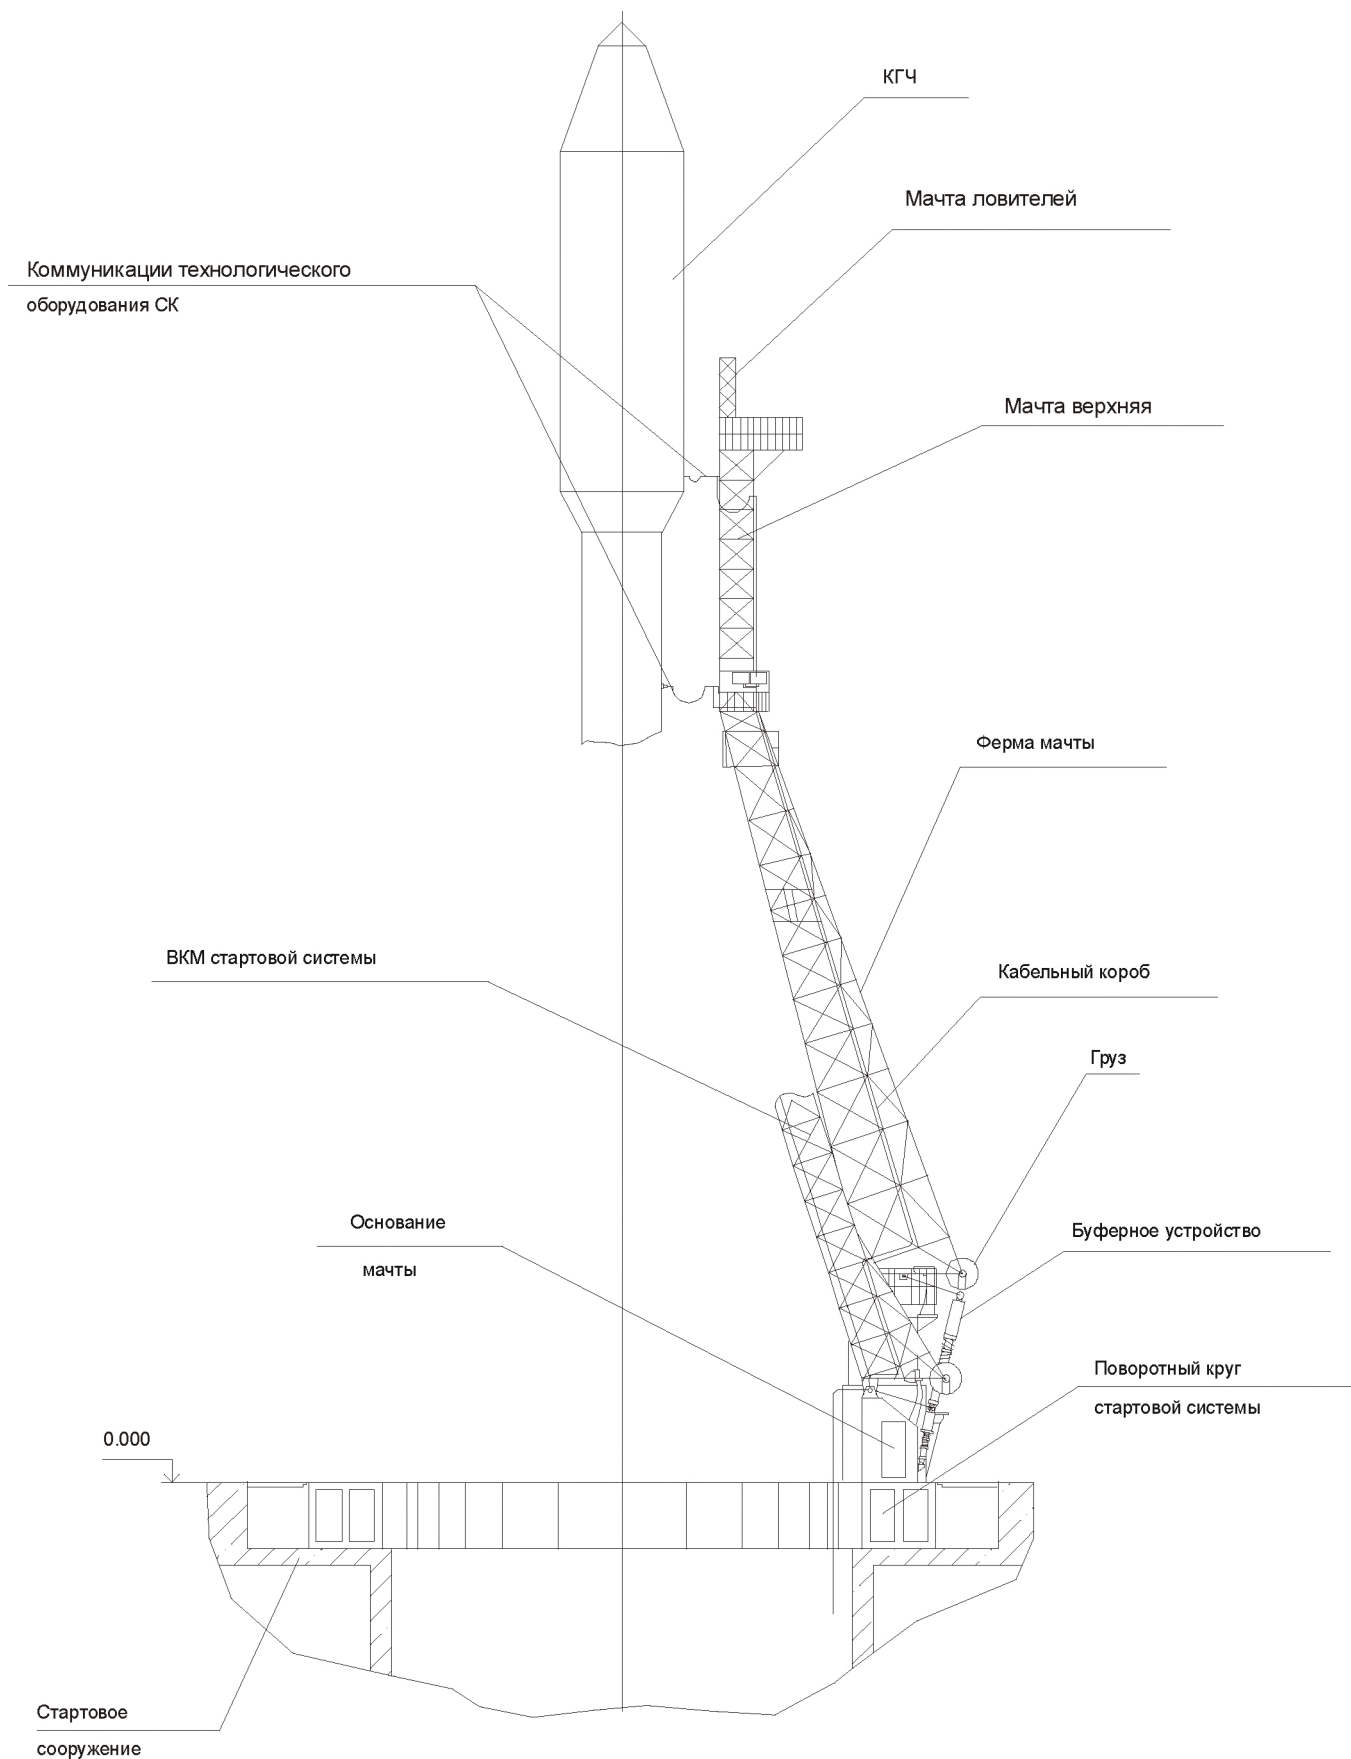 КГЧ
Мачта ловителей
Коммуникации технологического
оборудования СК
Мачта верхняя
Ферма мачты
ВКМ стартовой системы
Кабельный короб
Груз
Основание
мачты
Буферное устройство
Поворотный круг
стартовой системы
0.000
Стартовое
сооружение